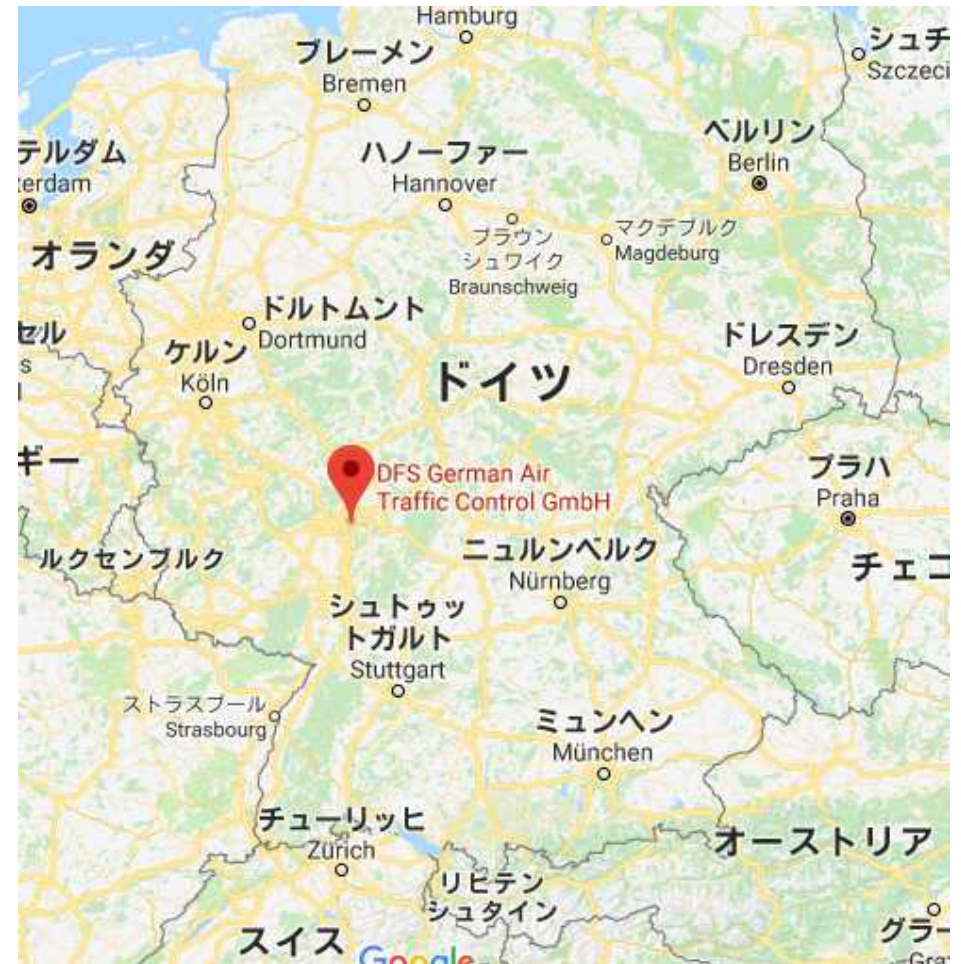 Hamburg
ブレーメン
Bremen
シュチ
Szczeci
テルダム
erdam
ハノーファー
Hannover
ベルリン
Berlin
オランダ
ブラウン
シュワイク
Braunschweig
マクデブルク
Magdeburg
ドルトムント
Dortmund
セル
s
ケルン
Köln
ドイツ
ドレスデン
Dresden
ギー
DFS German Air
Traffic Control GmbH
プラハ
Praha
ルクセンブルク
ニュルンベルク
Nürnberg
チェコ
シュトゥッ
トガルト
Stuttgart
ストラスブール
Strasbourg
ミュンヘン
München
チューリッヒ
Zürich
オーストリア
リヒテン
シュタイン
グラー
Gra
スイス
Google